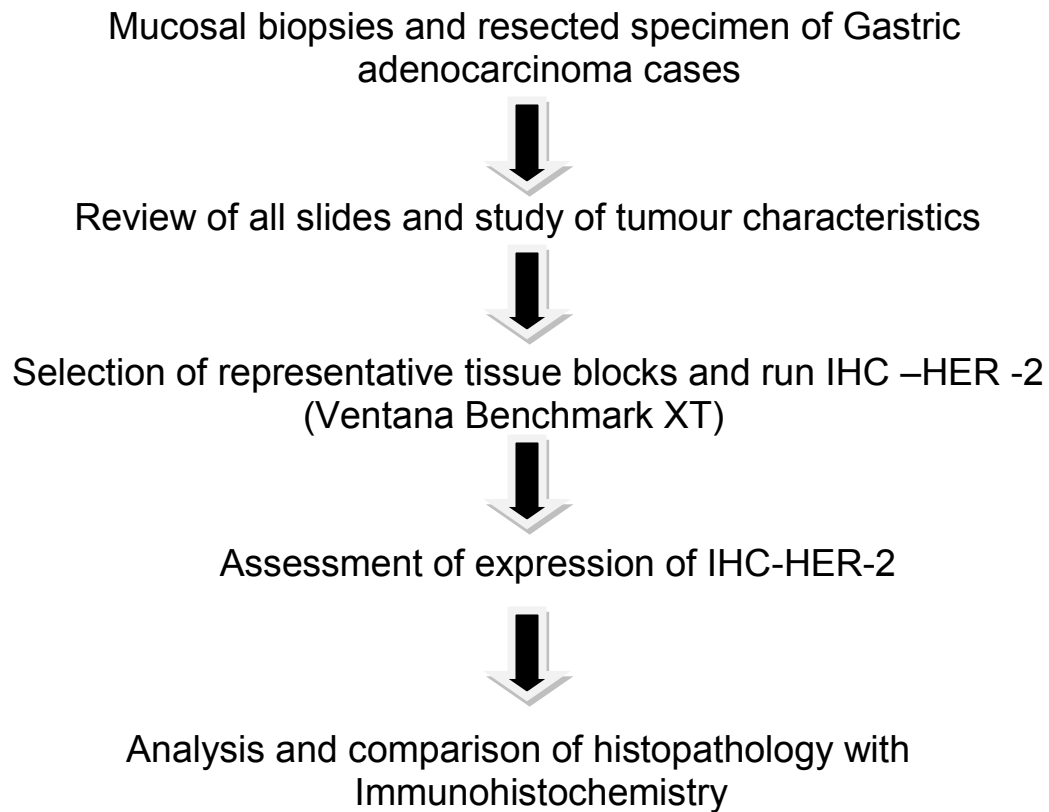 Mucosal biopsies and resected specimen of Gastric
adenocarcinoma cases
Review of all slides and study of tumour characteristics
Selection of representative tissue blocks and run IHC –HER -2
(Ventana Benchmark XT)
Assessment of expression of IHC-HER-2
Analysis and comparison of histopathology with
Immunohistochemistry